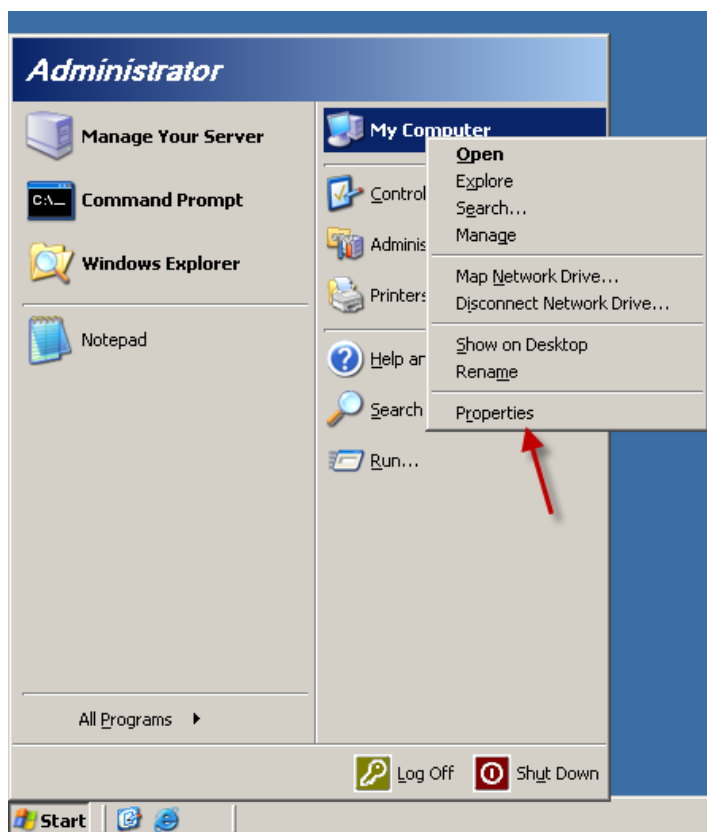 Administrator
Manage Your Server
Command Prompt
C:\_
Windows Explorer
Notepad
All Programs
My Computer
Control
Adminis
Printers
Help an
Search
Run...
Open
Explore
Search...
Manage
Map Network Drive...
Disconnect Network Drive...
Show on Desktop
Rename
Properties
Log Off
Shut Down
Start